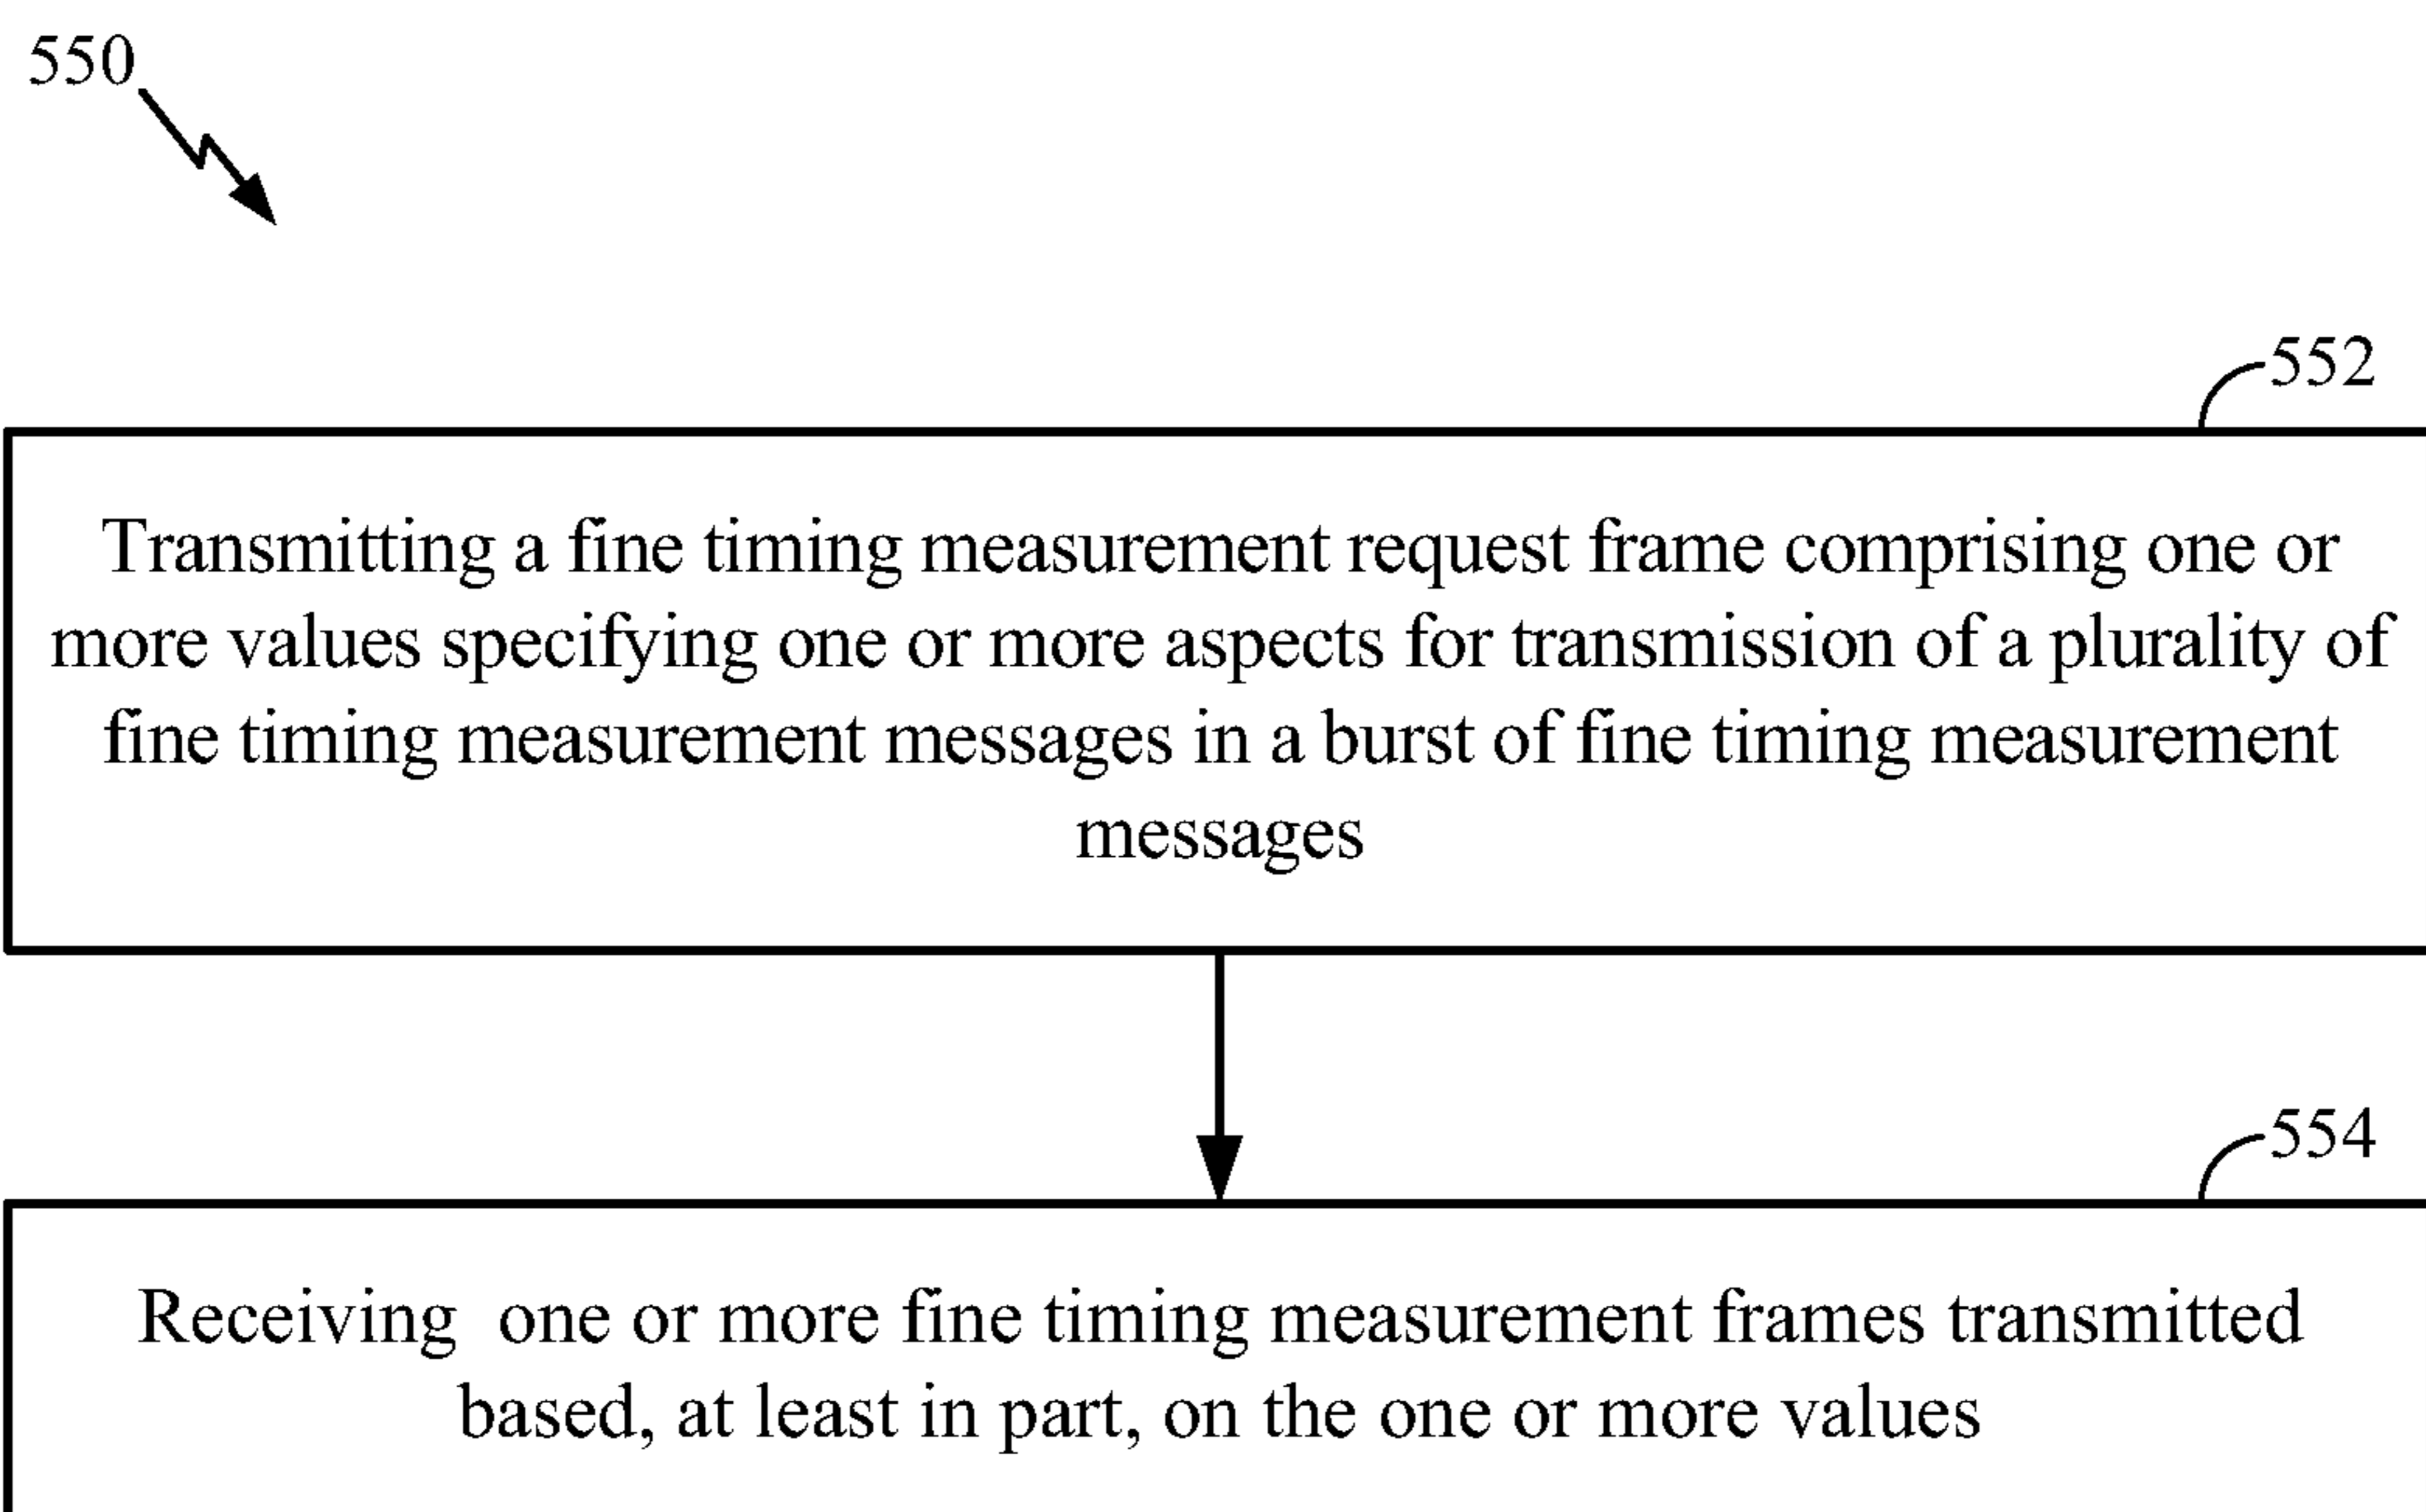 550
552
Transmitting a fine timing measurement request frame comprising one or
more values specifying one or more aspects for transmission of a plurality of
fine timing measurement messages in a burst of fine timing measurement
messages
554
Receiving one or more fine timing measurement frames transmitted
based, at least in part, on the one or more values